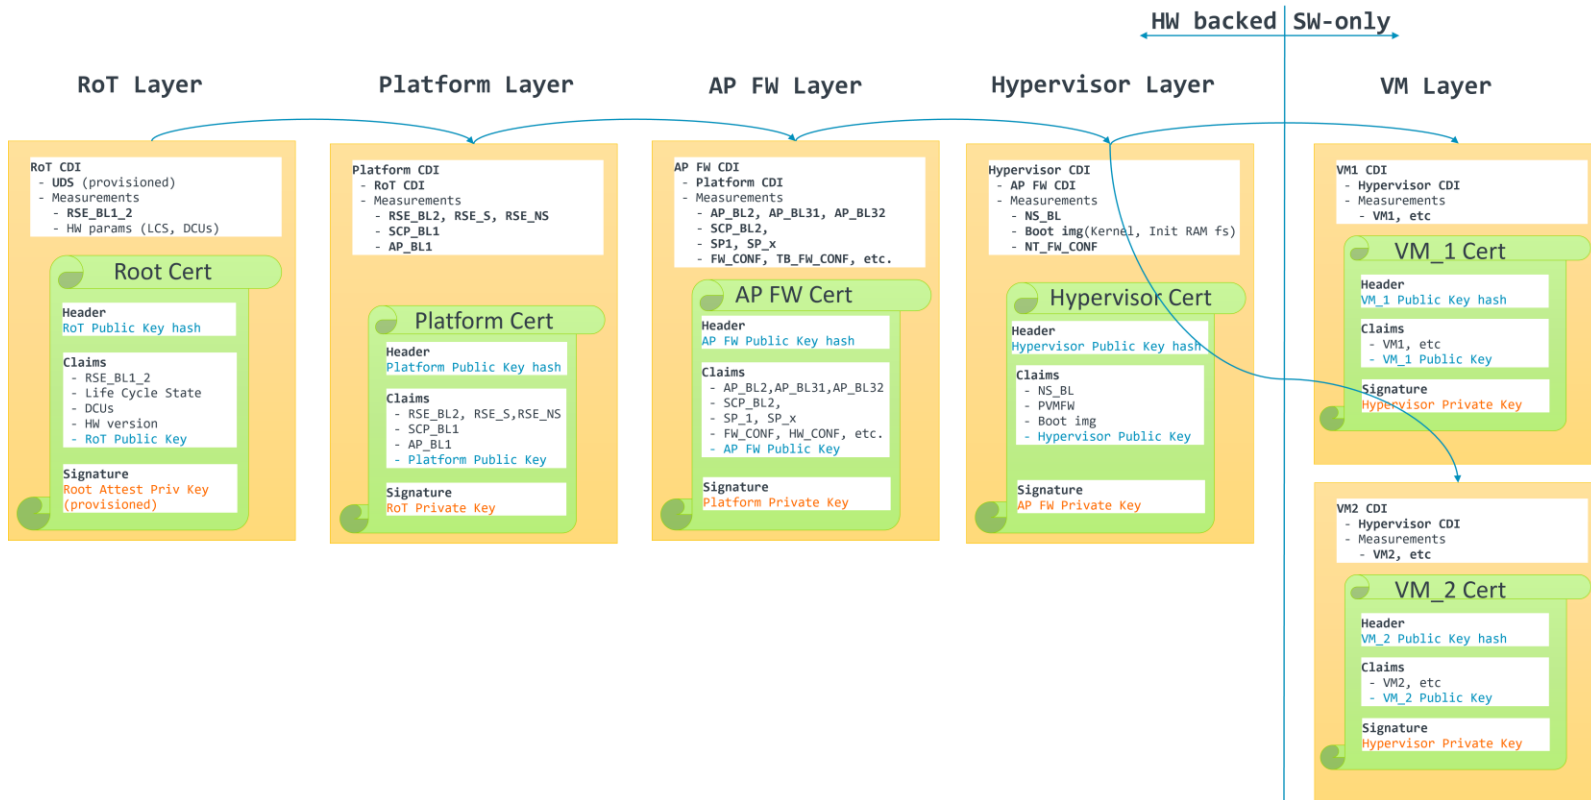 HW backed SW-only
RoT Layer
Platform Layer
AP FW Layer
Hypervisor Layer
VM Layer
RoT CDI
- UDS (provisioned)
- Measurements
- RSE_BL1_2
- HW params (LCS, DCUs)
Root Cert
Header
RoT Public Key hash
Claims
- RSE_BL1_2
- Life Cycle State
- DCUs
- HW version
- RoT Public Key
Signature
Root Attest Priv Key
(provisioned)
Platform CDI
- RoT CDI
- Measurements
- RSE_BL2, RSE_S, RSE_NS
- SCP_BL1
- AP_BL1
Platform Cert
Header
Platform Public Key hash
Claims
- RSE_BL2, RSE_S,RSE_NS
- SCP_BL1
- AP_BL1
- Platform Public Key
Signature
RoT Private Key
AP FW CDI
- Platform CDI
- Measurements
- AP_BL2, AP_BL31, AP_BL32
- SCP_BL2,
- SP1, SP_x
- FW_CONF, TB_FW_CONF, etc.
AP FW Cert
Header
AP FW Public Key hash
Claims
- AP_BL2,AP_BL31,AP_BL32
- SCP_BL2,
- SP_1, SP_x
- FW_CONF, HW_CONF, etc.
- AP FW Public Key
Signature
Platform Private Key
Hypervisor CDI
- AP FW CDI
- Measurements
- NS_BL
- Boot img(Kernel, Init RAM fs)
- NT_FW_CONF
Hypervisor Cert
Header
Hypervisor Public Key hash
Claims
- NS_BL
- PVMFW
- Boot img
- Hypervisor Public Key
Signature
AP FW Private Key
VM1 CDI
- Hypervisor CDI
- Measurements
- VM1, etc
VM_1 Cert
Header
VM_1 Public Key hash
Claims
- VM1, etc
- VM_1 Public Key
Signature
Hypervisor Private Key
VM2 CDI
- Hypervisor CDI
- Measurements
- VM2, etc
VM_2 Cert
Header
VM_2 Public Key hash
Claims
- VM2, etc
- VM_2 Public Key
Signature
Hypervisor Private Key